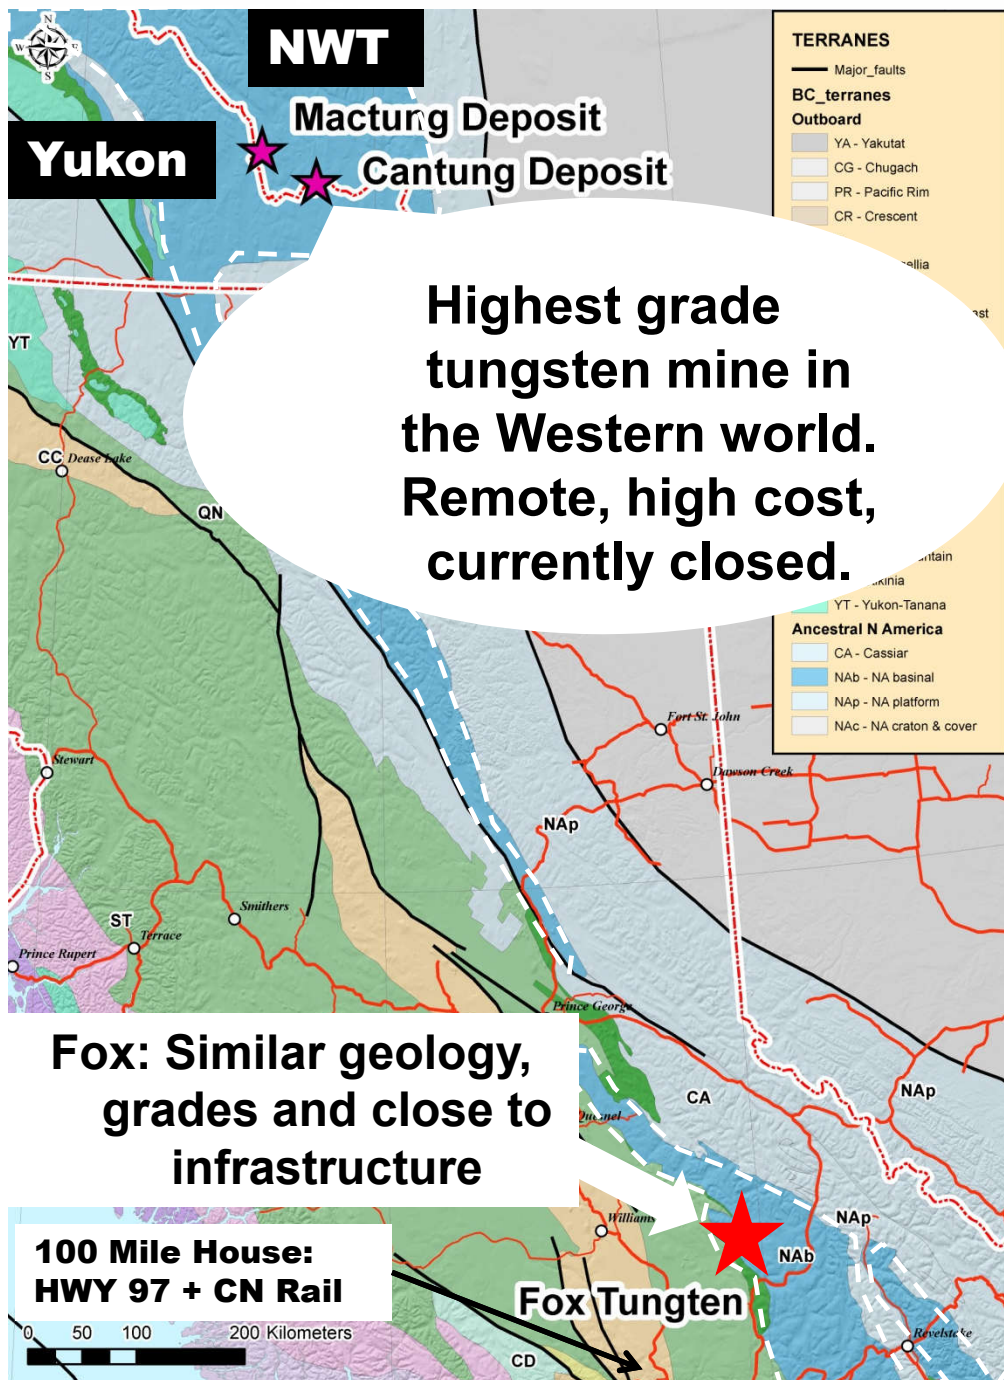 N
W E
S
NWT
Yukon
Mactung Deposit
Cantung Deposit
TERRANES
Major_faults
BC_terranes
Outboard
YA - Yakutat
CG - Chugach
PR - Pacific Rim
CR - Crescent
Highest grade
tungsten mine in
the Western world.
Remote, high cost,
currently closed.
YT - Yukon-Tanana
Ancestral N America
CA - Cassiar
NAb - NA basinal
NAp - NA platform
NAc - NA craton & cover
YT
CC
Dease Lake
QN
Fort St. John
Dawson Creek
Stewart
NAp
Smithers
ST
Terrace
Prince Rupert
Prince George
Fox: Similar geology,
grades and close to
infrastructure
CA
NAp
Quesnel
Williams
NAp
NAb
100 Mile House:
HWY 97 + CN Rail
Fox Tungten
Revelstoke
0 50 100 200 Kilometers
CD